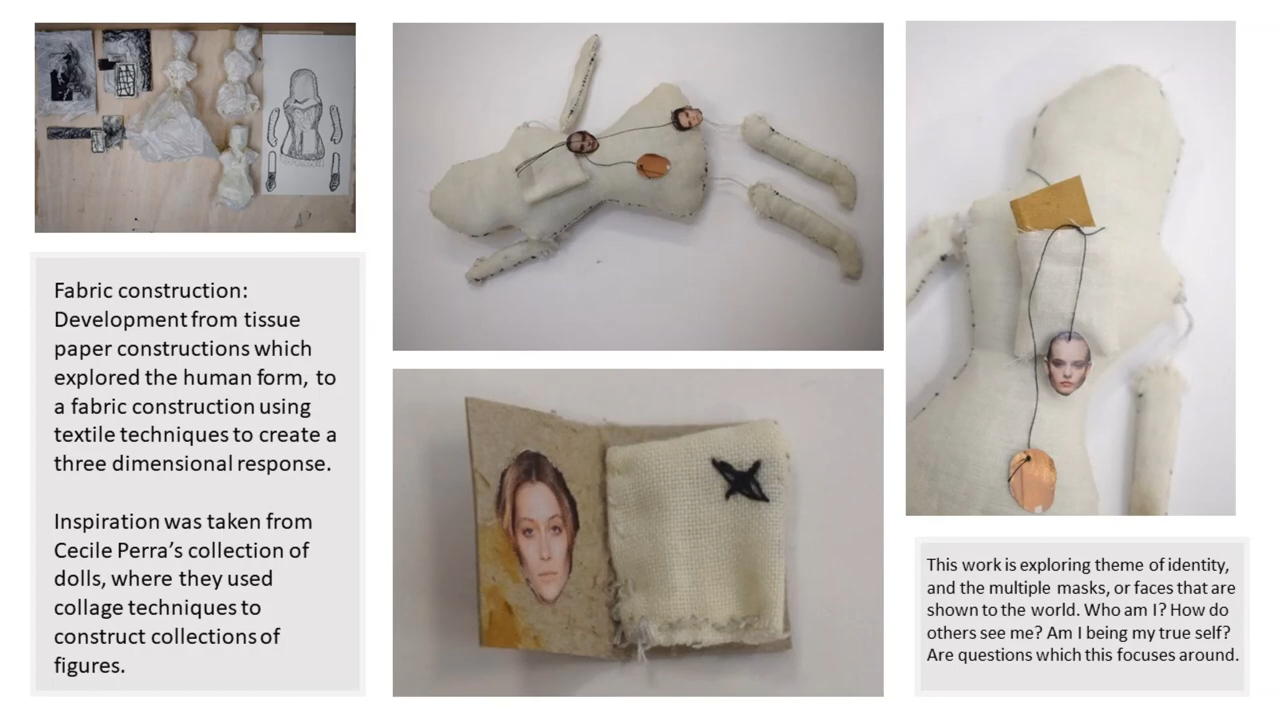 Fabric construction:
Development from tissue
paper constructions which
explored the human form, to
a fabric construction using
textile techniques to create a
three dimensional response.
Inspiration was taken from
Cecile Perra’s collection of
dolls, where they used
collage techniques to
construct collections of
figures.
This work is exploring theme of identity,
and the multiple masks, or faces that are
shown to the world. Who am I? How do
others see me? Am I being my true self?
Are questions which this focuses around.